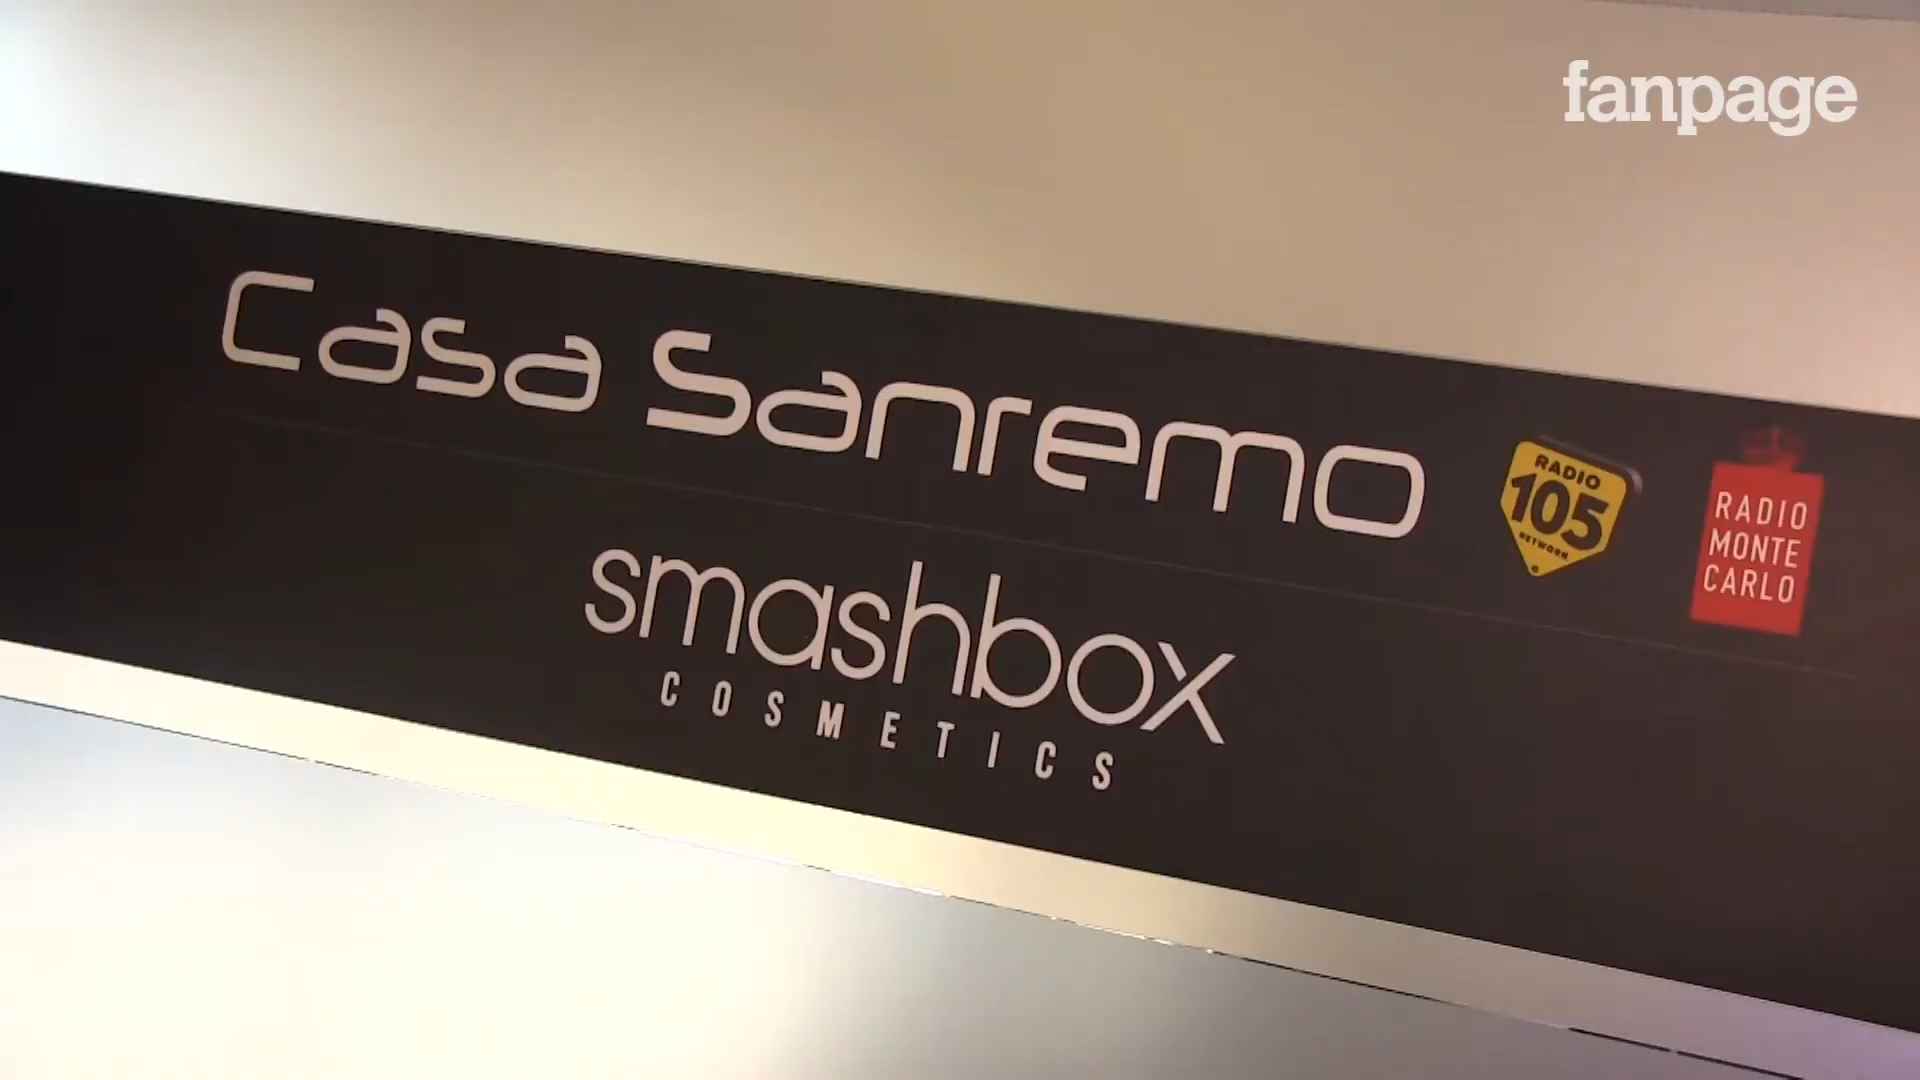 fanpage
Casa Sanremo
RADIO
105
NETWORK
RADIO
MONTE
CARLO
smashbox
COSMETICS